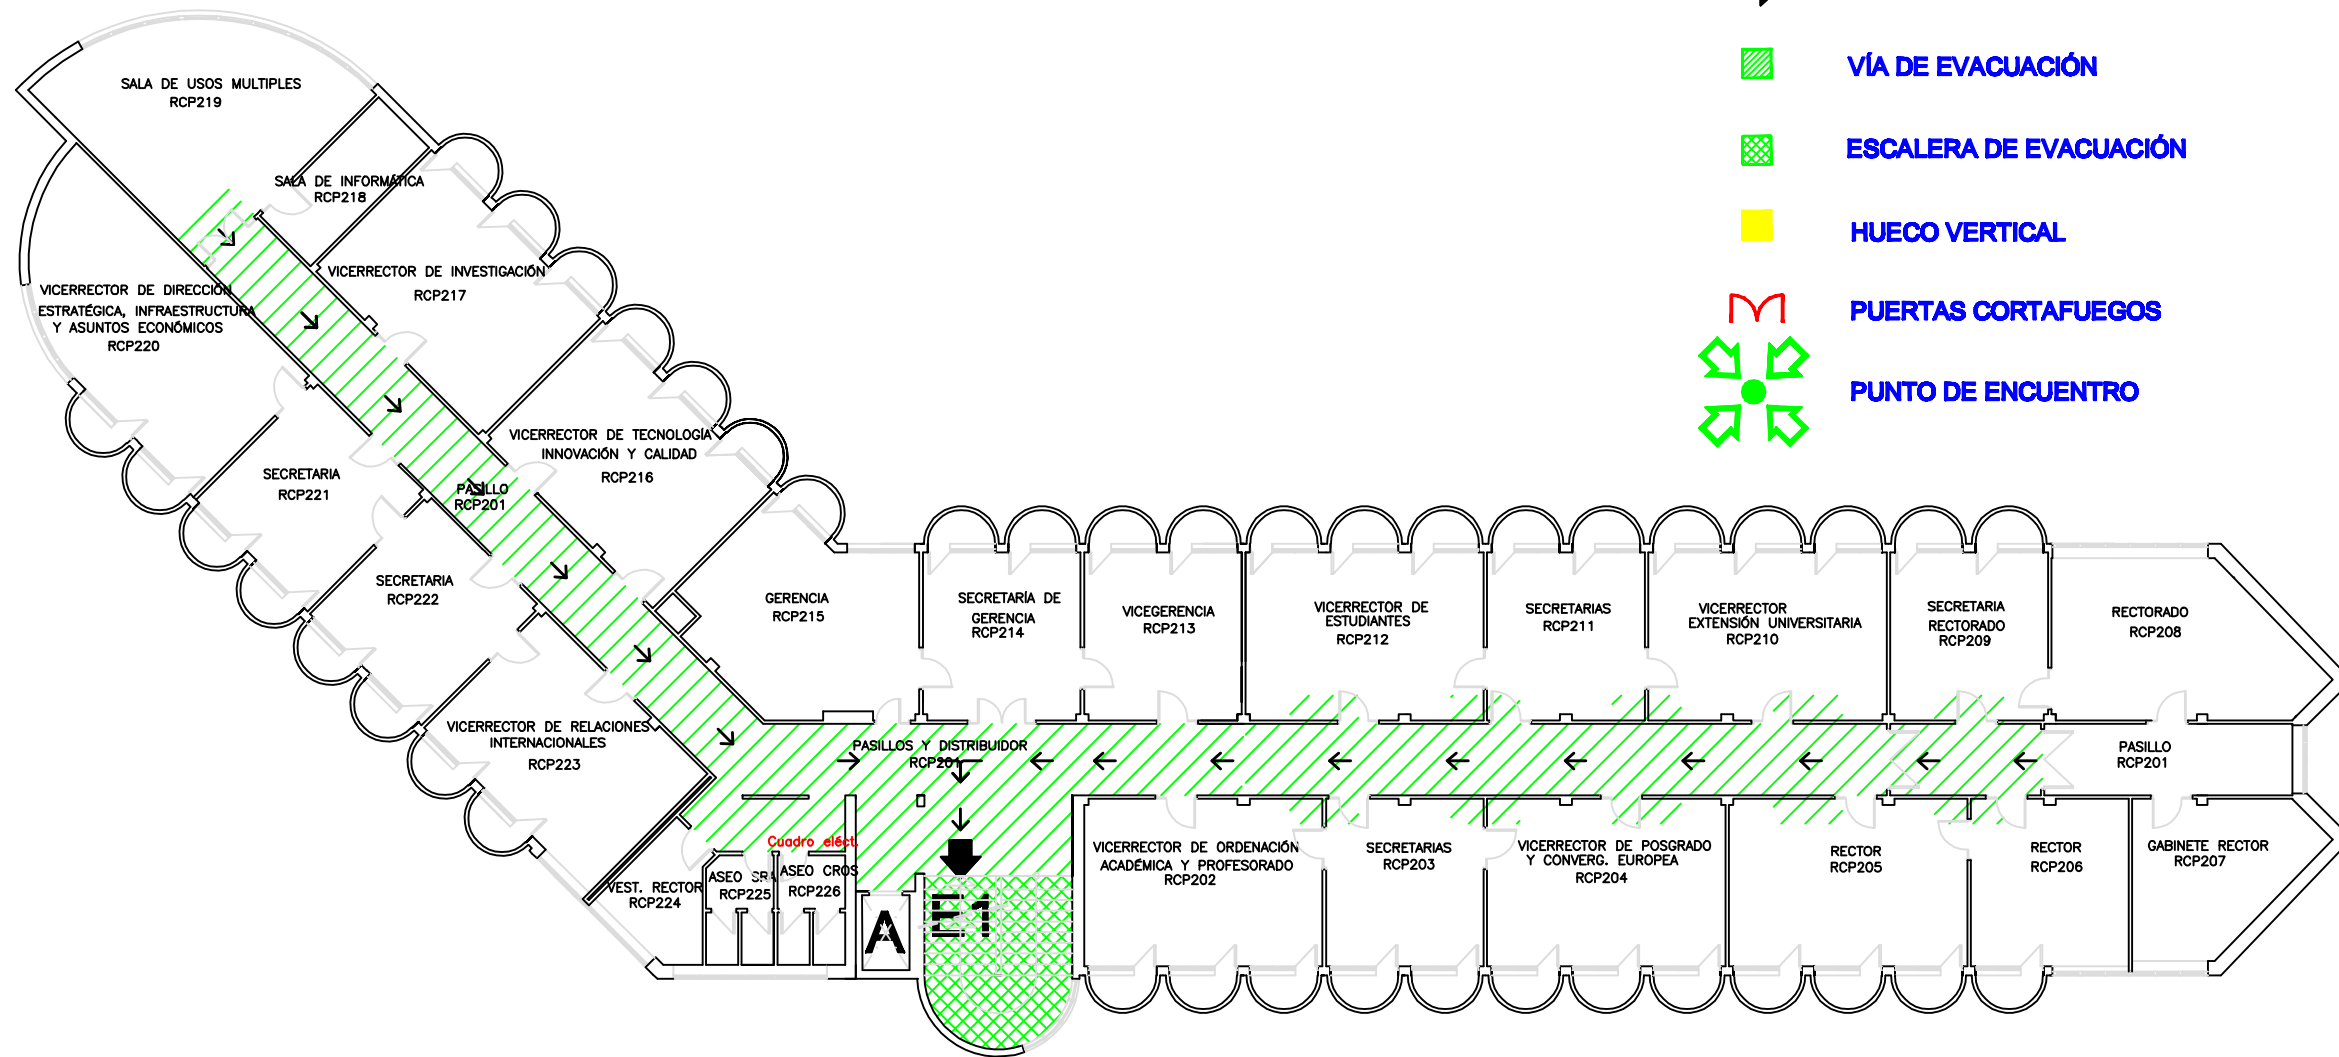 VÍA DE EVACUACIÓN
ESCALERA DE EVACUACIÓN
HUECO VERTICAL
PUERTAS CORTAFUEGOS
PUNTO DE ENCUENTRO
SALA DE USOS MULTIPLES
RCP219
SALA DE INFORMÁTICA
RCP218
VICERRECTOR DE INVESTIGACIÓN
RCP217
VICERRECTOR DE DIRECCIÓN
ESTRATÉGICA, INFRAESTRUCTURA
Y ASUNTOS ECONÓMICOS
RCP220
VICERRECTOR DE TECNOLOGÍA
INNOVACIÓN Y CALIDAD
RCP216
SECRETARIA
RCP221
PASILLO
RCP201
SECRETARIA
RCP222
GERENCIA
RCP215
SECRETARÍA DE
GERENCIA
RCP214
VICEGERENCIA
RCP213
VICERRECTOR DE
ESTUDIANTES
RCP212
SECRETARIAS
RCP211
VICERRECTOR
EXTENSIÓN UNIVERSITARIA
RCP210
SECRETARIA
RECTORADO
RCP209
RECTORADO
RCP208
VICERRECTOR DE RELACIONES
INTERNACIONALES
RCP223
PASILLOS Y DISTRIBUIDOR
RCP201
PASILLO
RCP201
Cuadro eléct.
VEST. RECTOR
RCP224
ASEO SRA
RCP225
ASEO CROS
RCP226
A
E1
VICERRECTOR DE ORDENACIÓN
ACADÉMICA Y PROFESORADO
RCP202
SECRETARIAS
RCP203
VICERRECTOR DE POSGRADO
Y CONVERG. EUROPEA
RCP204
RECTOR
RCP205
RECTOR
RCP206
GABINETE RECTOR
RCP207